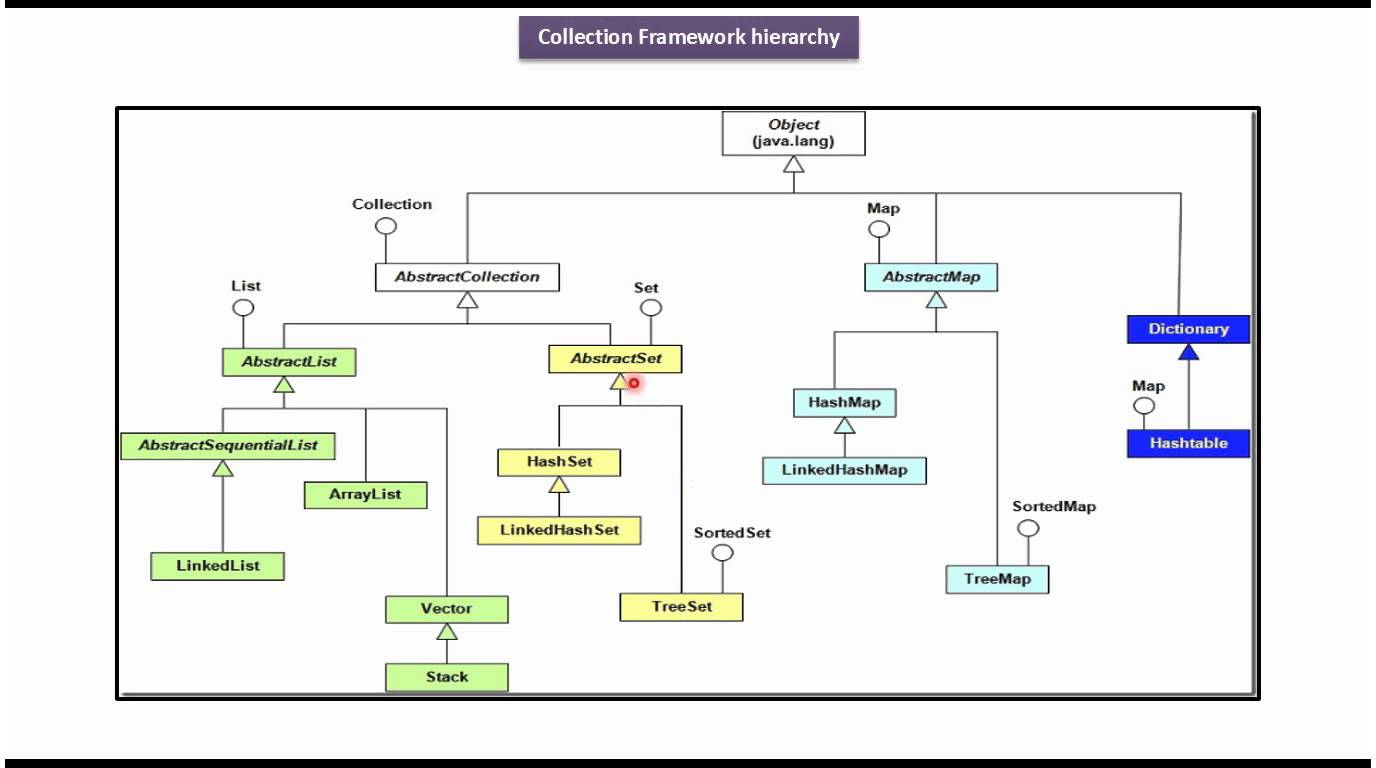 Collection Framework hierarchy
Object
(java.lang)
Collection
Map
AbstractCollection
AbstractMap
List
Set
Dictionary
AbstractList
AbstractSet
Map
HashMap
AbstractSequentialList
Hashtable
HashSet
LinkedHashMap
ArrayList
SortedMap
LinkedHashSet
SortedSet
LinkedList
TreeMap
Vector
TreeSet
Stack